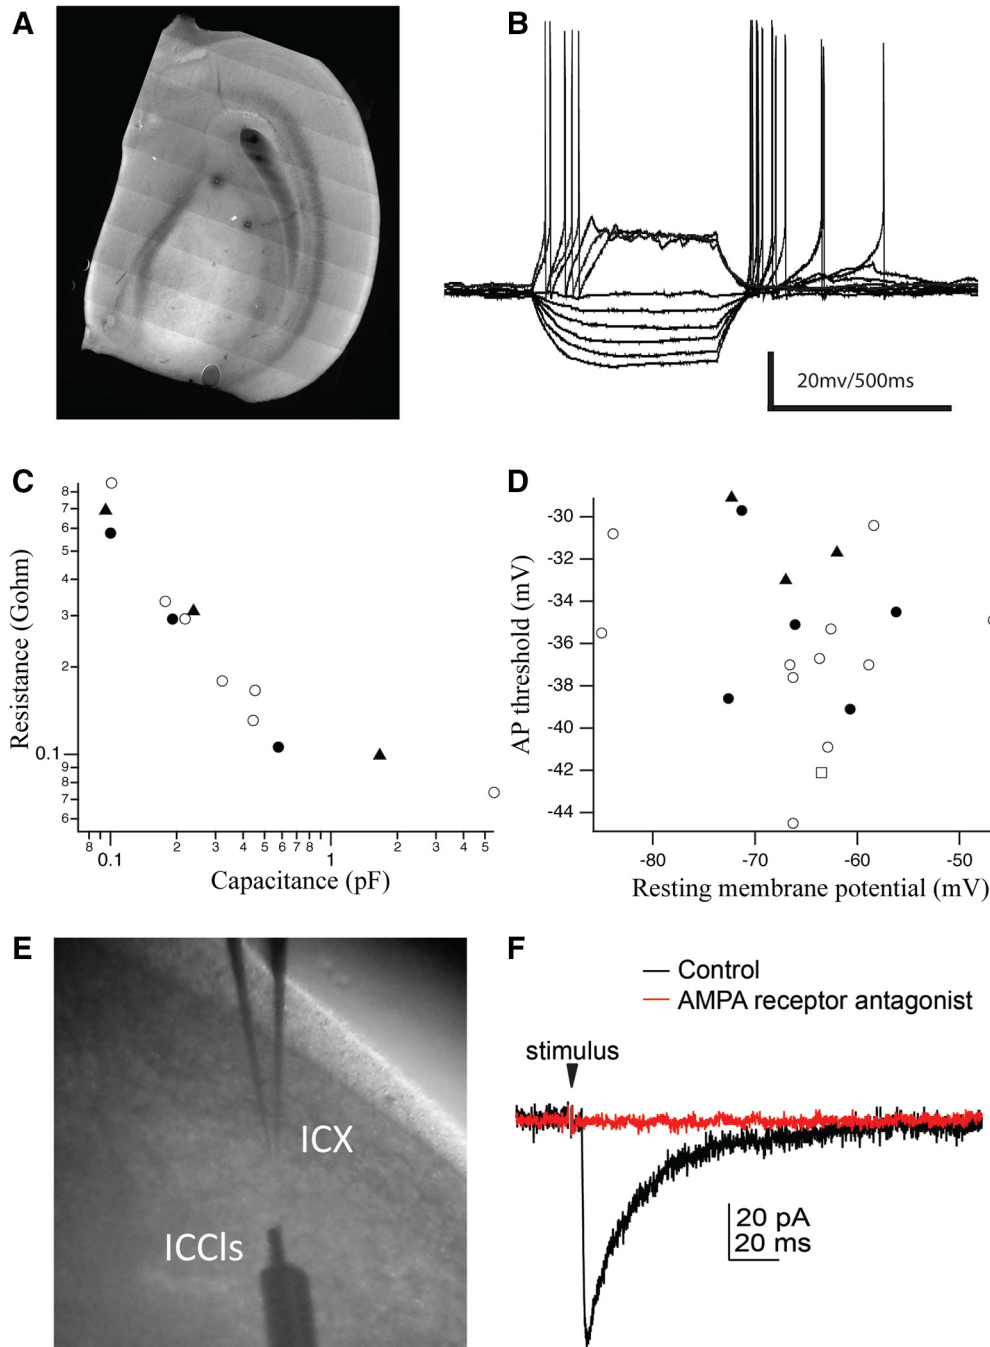 A
B
20mv/500ms
C
8
7
6
5
4
3
2
0.1
9
8
7
6
Resistance (Gohm)
8
0.1
2
3
4
5
6
7
8
1
2
3
4
5
Capacitance (pF)
D
-30
-32
-34
-36
-38
-40
-42
-44
AP threshold (mV)
-80
-70
-60
-50
Resting membrane potential (mV)
E
ICX
ICCls
F
Control
AMPA receptor antagonist
stimulus
20 pA
20 ms